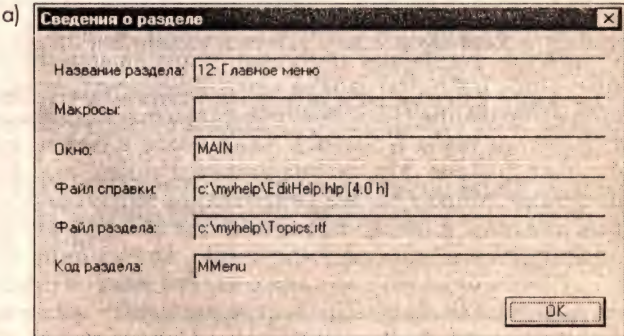 а)
Сведения о разделе
Название раздела: 12: Главное меню
Макросы:
Окно: MAIN
Файл справки: c:\myhelp\EditHelp.hlp [4.0 h]
Файл раздела: c:\myhelp\Topics.rtf
Код раздела: MMenu
OK